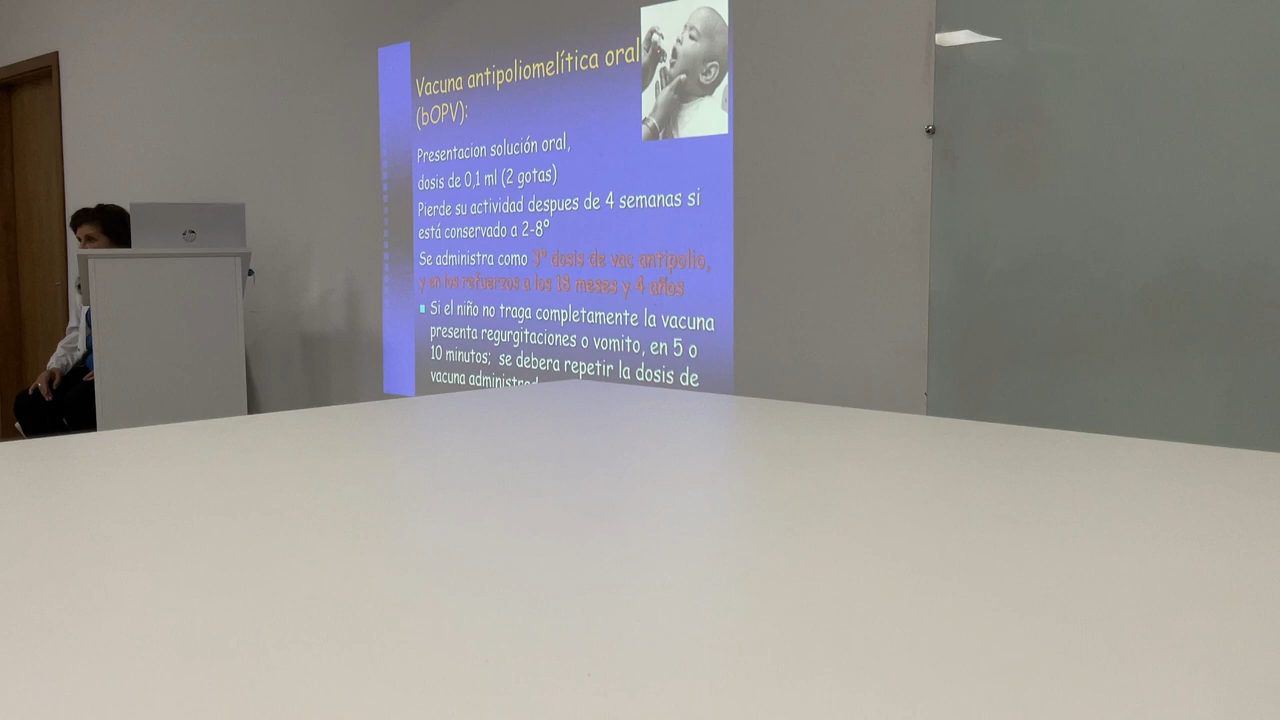 Vacuna antipoliomelítica oral
(bOPV):
Presentacion solución oral,
dosis de 0,1 ml (2 gotas)
Pierde su actividad despues de 4 semanas si
está conservado a 2-8º
Se administra como 3º dosis de vac antipolio,
y en los refuerzos a los 18 meses y 4 años
Si el niño no traga completamente la vacuna
presenta regurgitaciones o vomito, en 5 o
10 minutos; se debera repetir la dosis de
vacuna
hp